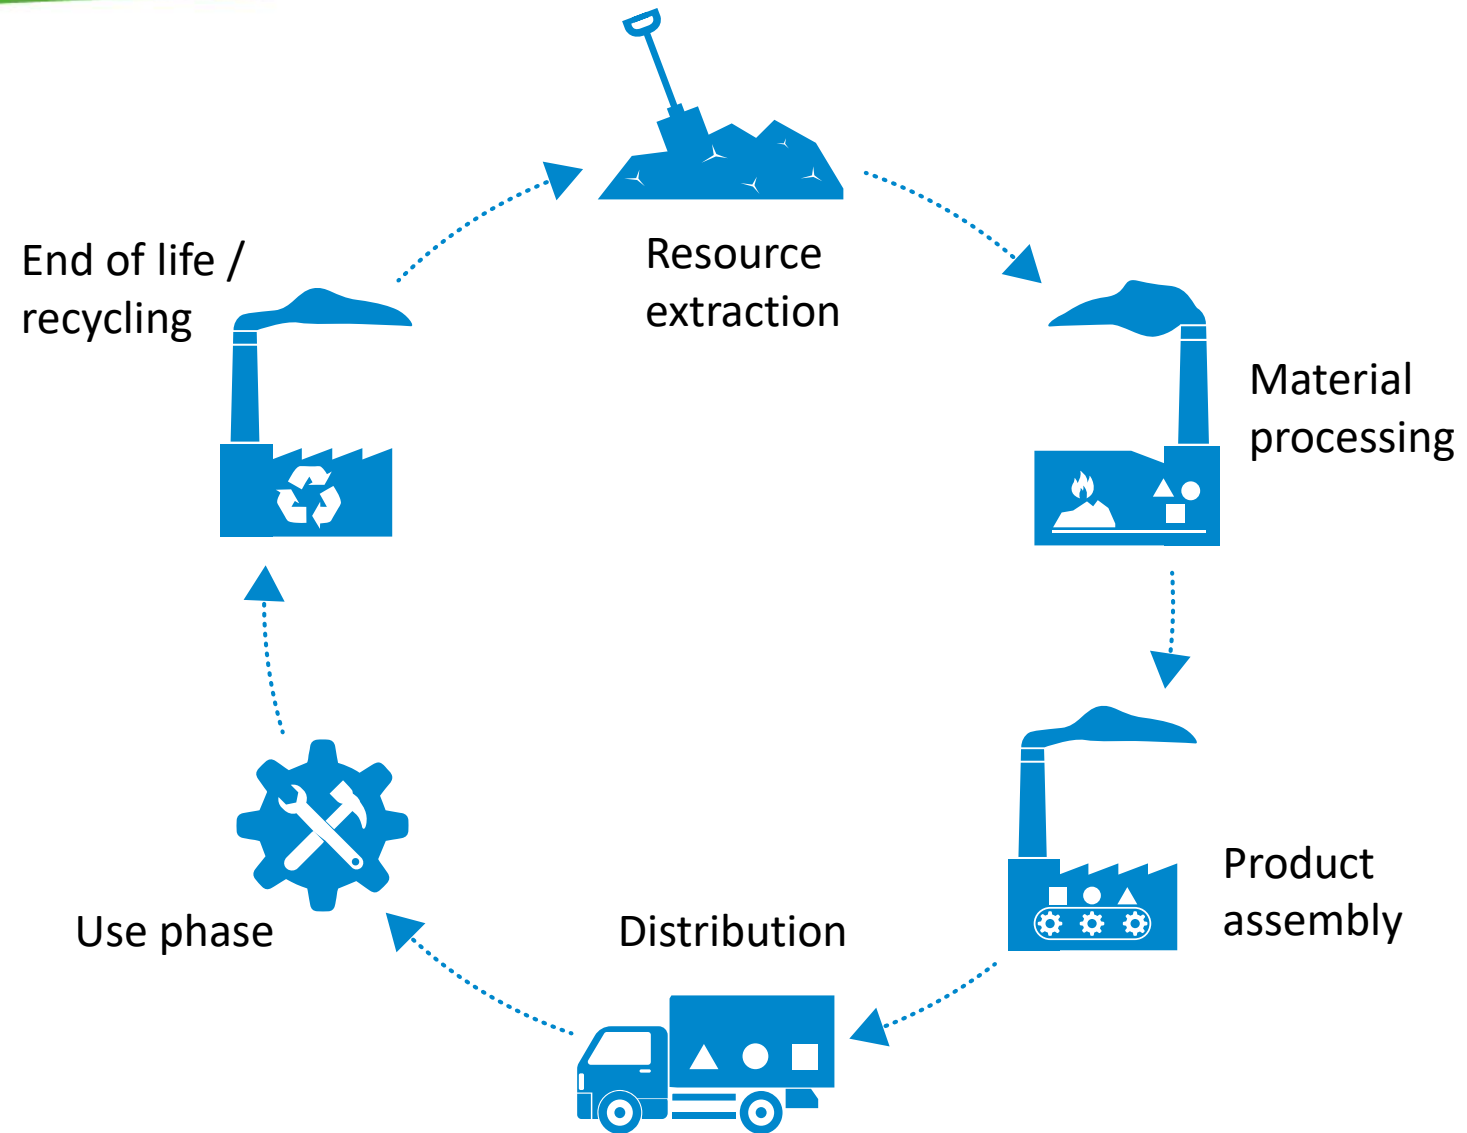 Resource
extraction
Material
processing
Product
assembly
Distribution
Use phase
End of life /
recycling